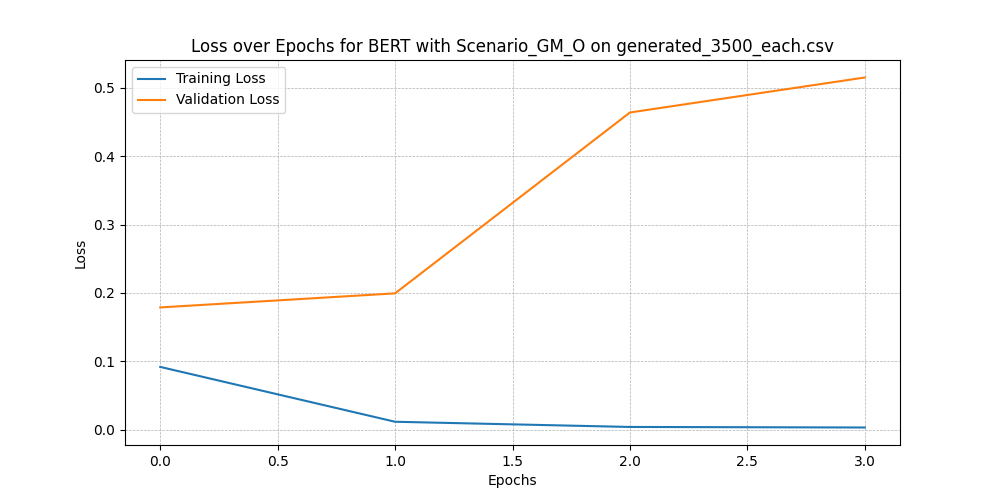 Loss over Epochs for BERT with Scenario_GM_O on generated_3500_each.csv
Training Loss
Validation Loss
0.5
0.4
0.3
0.2
0.1
0.0
Loss
0.0 0.5 1.0 1.5 2.0 2.5 3.0
Epochs